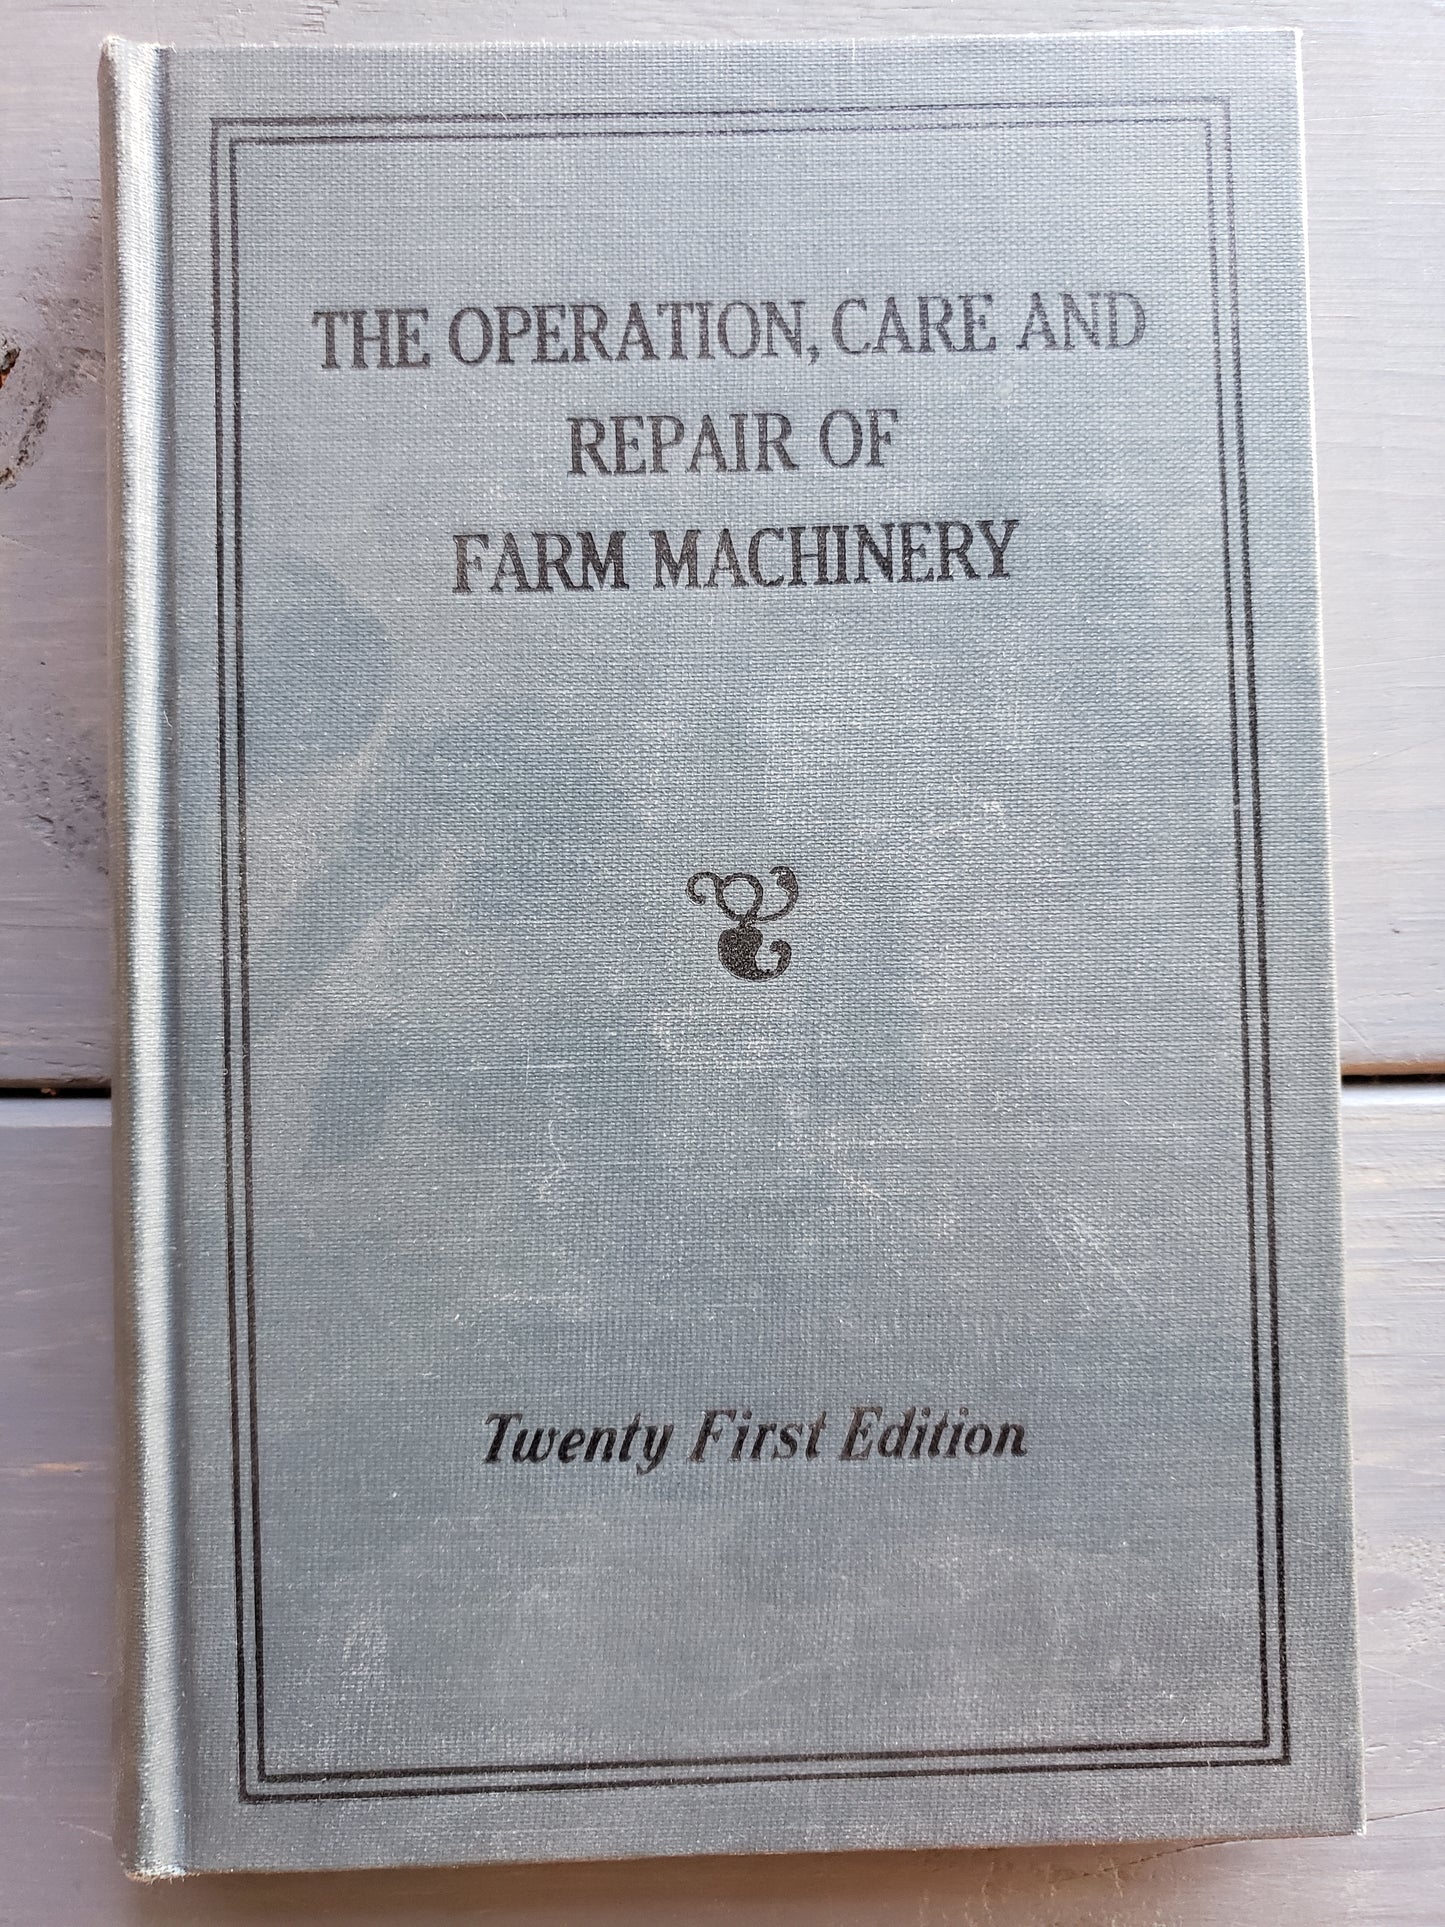 THE OPERATION, CARE AND
REPAIR OF
FARM MACHINERY
Twenty First Edition